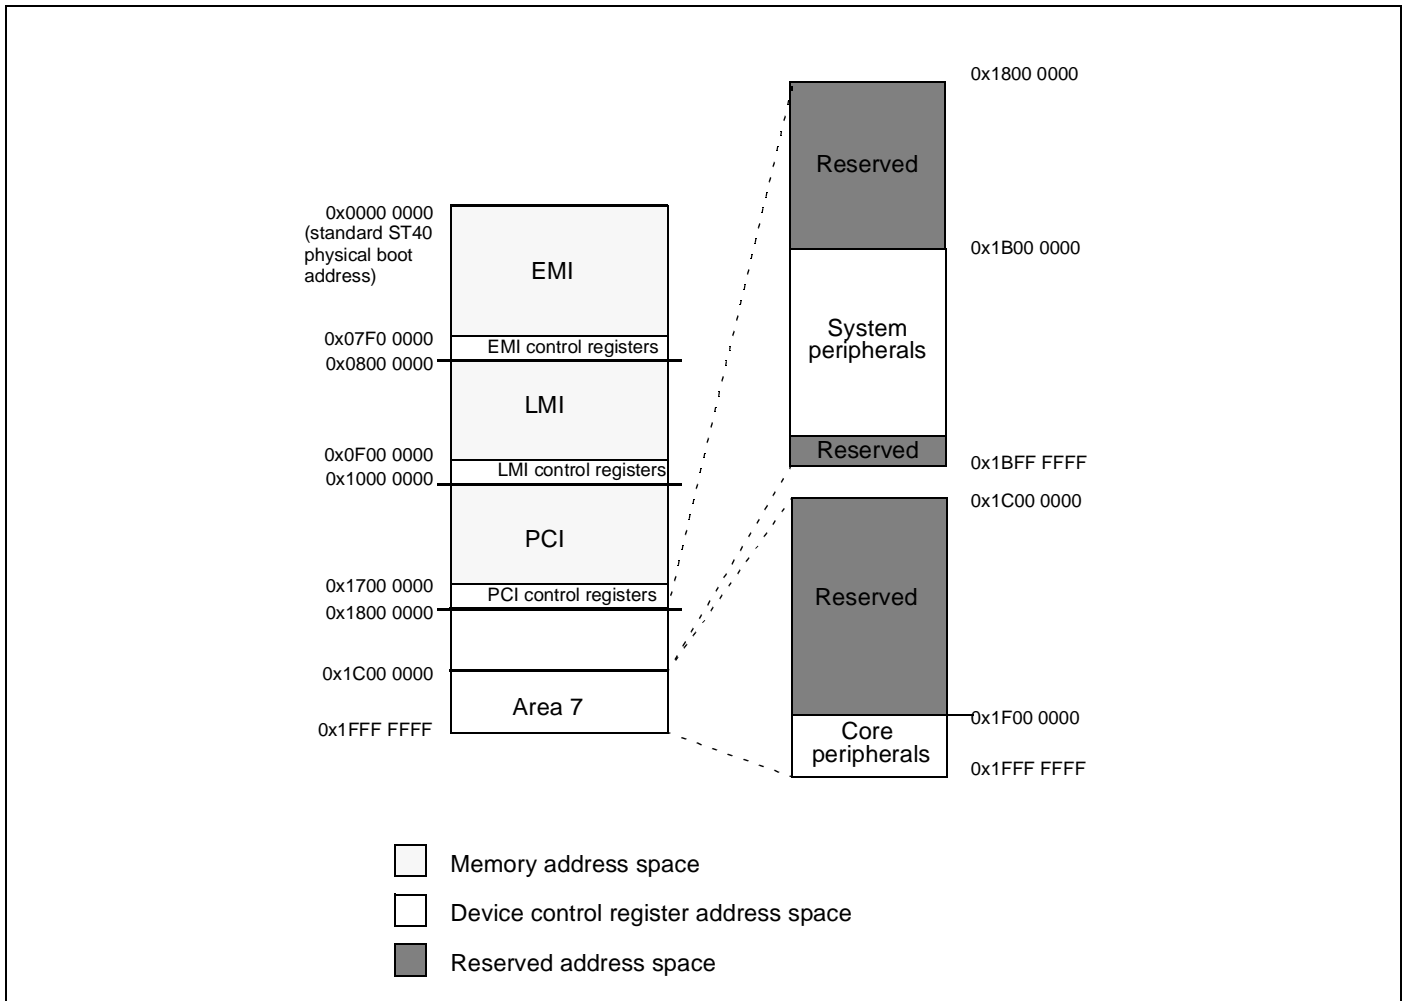 0x0000 0000
(standard ST40
physical boot
address)
EMI
0x07F0 0000
EMI control registers
0x0800 0000
LMI
0x0F00 0000
LMI control registers
0x1000 0000
PCI
0x1700 0000
PCI control registers
0x1800 0000
0x1C00 0000
Area 7
0x1FFF FFFF
0x1800 0000
Reserved
0x1B00 0000
System
peripherals
Reserved
0x1BFF FFFF
0x1C00 0000
Reserved
0x1F00 0000
Core
peripherals
0x1FFF FFFF
Memory address space
Device control register address space
Reserved address space